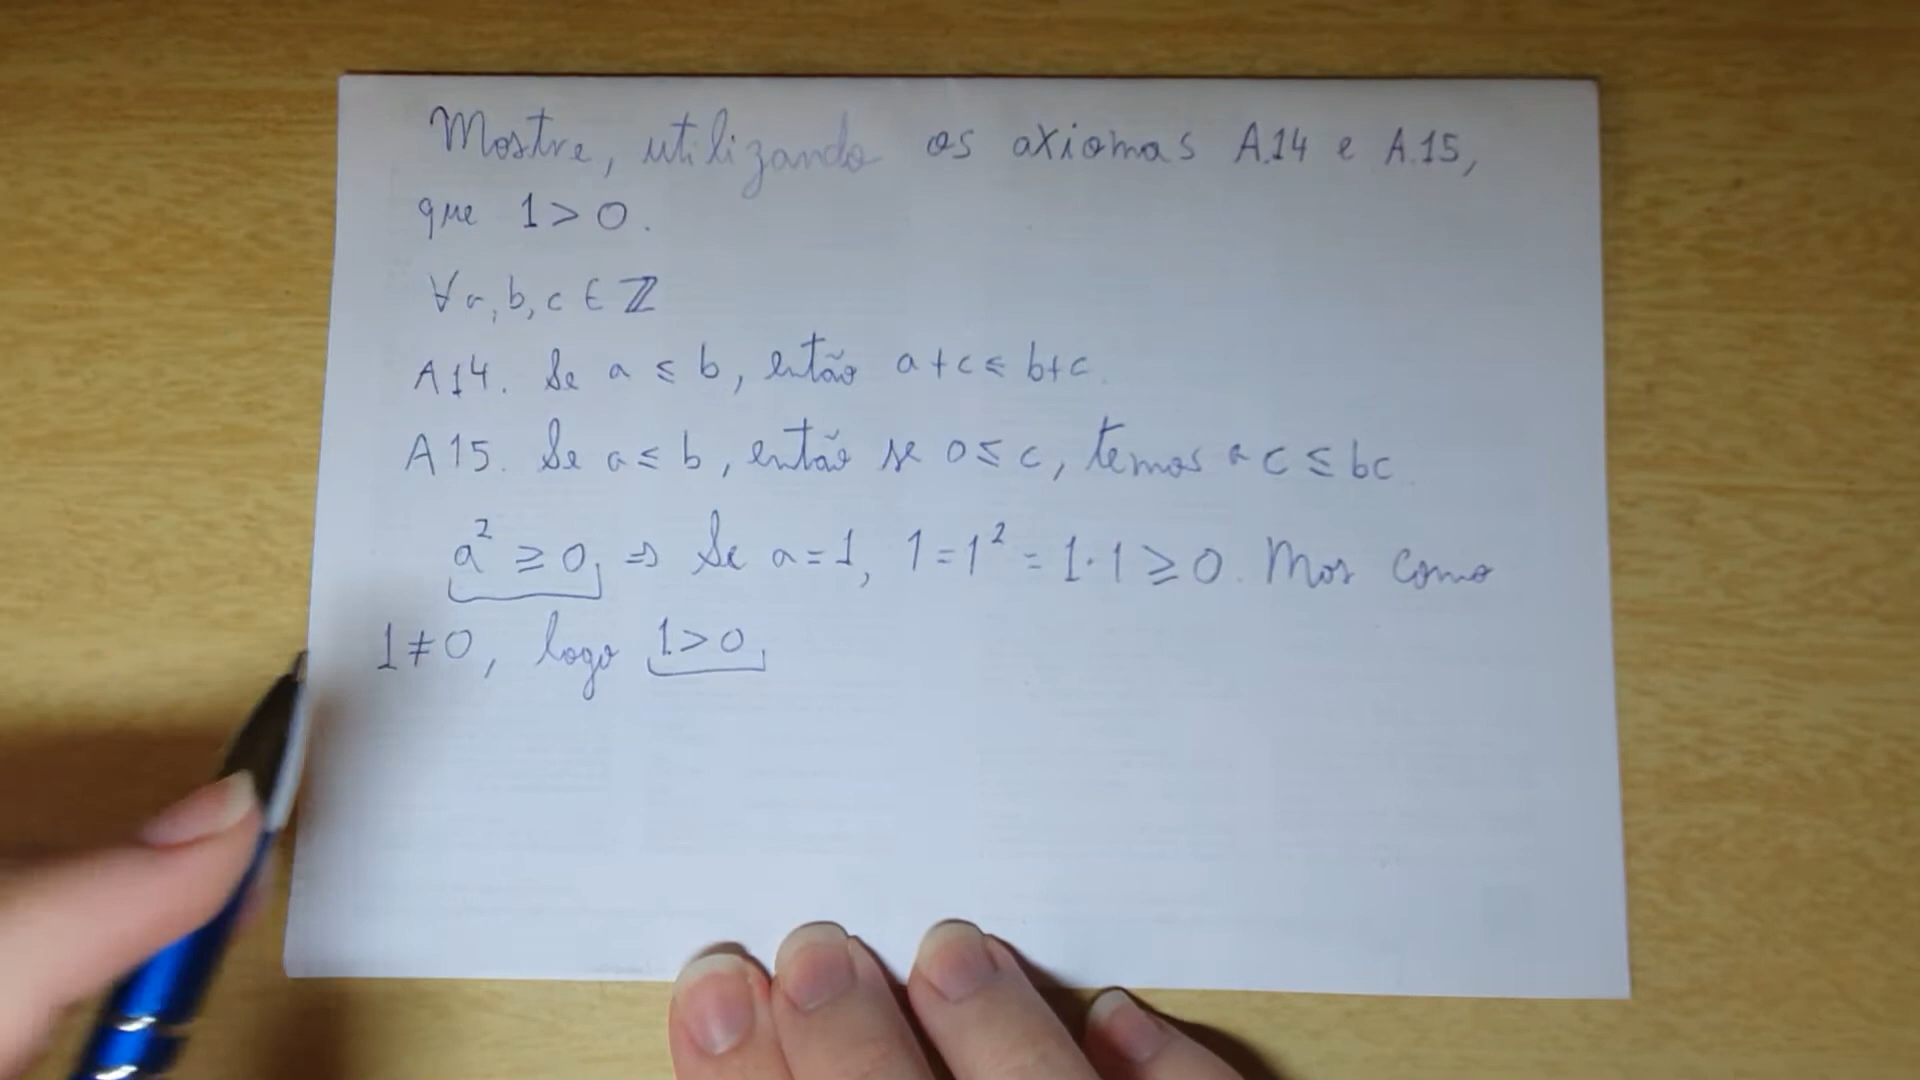 Mostre, utilizando os axiomas A.14 e A.15,
que 1 > 0.
∀ a, b, c ∈ ℤ
A14. Se a ≤ b, então a + c ≤ b + c.
A15. Se a ≤ b, então se 0 ≤ c, temos ac ≤ bc
a² ≥ 0, ⇒ Se a = 1, 1 = 1² = 1·1 ≥ 0. Mas como
1 ≠ 0, logo 1 > 0